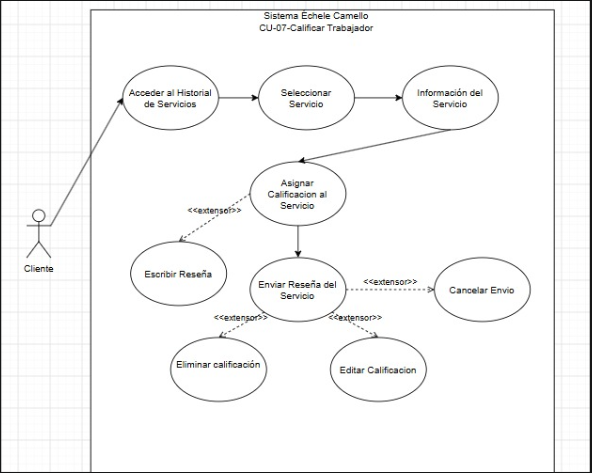 Sistema Échele Camello
CU-07-Calificar Trabajador
Acceder al Historial
de Servicios
Seleccionar
Servicio
Información del
Servicio
Asignar
Calificacion al
Servicio
<<extensor>>
Cliente
Escribir Reseña
Enviar Reseña del
Servicio
<<extensor>>
Cancelar Envio
<<extensor>>
<<extensor>>
Eliminar calificación
Editar Calificacion